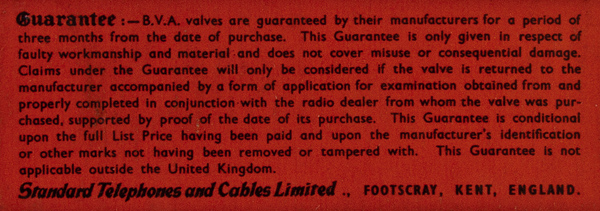 Guarantee :— B.V.A. valves are guaranteed by their manufacturers for a period of
three months from the date of purchase. This Guarantee is only given in respect of
faulty workmanship and material and does not cover misuse or consequential damage.
Claims under the Guarantee will only be considered if the valve is returned to the
manufacturer accompanied by a form of application for examination obtained from and
properly completed in conjunction with the radio dealer from whom the valve was pur-
chased, supported by proof of the date of its purchase. This Guarantee is conditional
upon the full List Price having been paid and upon the manufacturer's identification
or other marks not having been removed or tampered with. This Guarantee is not
applicable outside the United Kingdom.
Standard Telephones and Cables Limited ., FOOTSCRAY, KENT, ENGLAND.